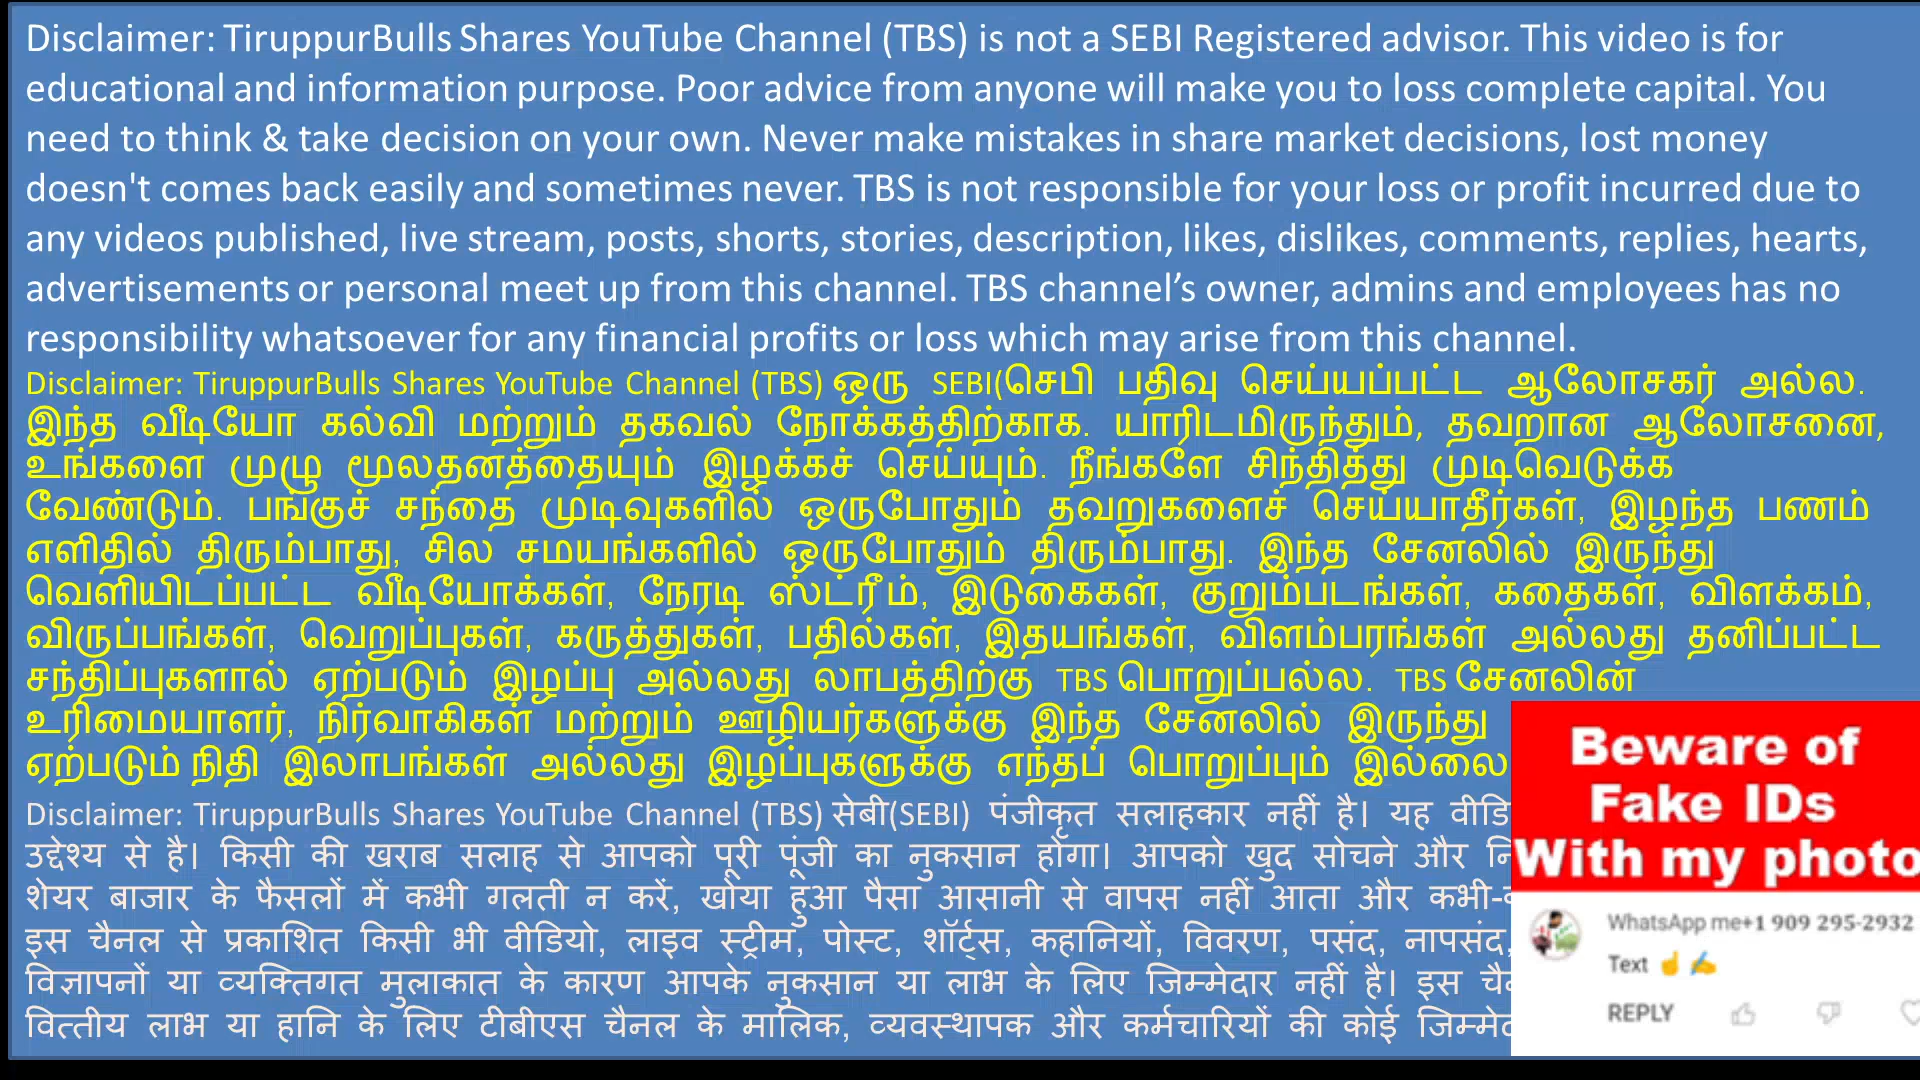 Disclaimer: TiruppurBulls Shares YouTube Channel (TBS) is not a SEBI Registered advisor. This video is for
educational and information purpose. Poor advice from anyone will make you to loss complete capital. You
need to think & take decision on your own. Never make mistakes in share market decisions, lost money
doesn't comes back easily and sometimes never. TBS is not responsible for your loss or profit incurred due to
any videos published, live stream, posts, shorts, stories, description, likes, dislikes, comments, replies, hearts,
advertisements or personal meet up from this channel. TBS channel’s owner, admins and employees has no
responsibility whatsoever for any financial profits or loss which may arise from this channel.
Disclaimer: TiruppurBulls Shares YouTube Channel (TBS) ஒரு SEBI(செபி பதிவு செய்யப்பட்ட ஆலோசகர் அல்ல.
இந்த வீடியோ கல்வி மற்றும் தகவல் நோக்கத்திற்காக. யாரிடமிருந்தும், தவறான ஆலோசனை,
உங்களை முழு மூலதனத்தையும் இழக்கச் செய்யும். நீங்களே சிந்தித்து முடிவெடுக்க
வேண்டும். பங்குச் சந்தை முடிவுகளில் ஒருபோதும் தவறுகளைச் செய்யாதீர்கள், இழந்த பணம்
எளிதில் திரும்பாது, சில சமயங்களில் ஒருபோதும் திரும்பாது. இந்த சேனலில் இருந்து
வெளியிடப்பட்ட வீடியோக்கள், நேரடி ஸ்ட்ரீம், இடுகைகள், குறும்படங்கள், கதைகள், விளக்கம்,
விருப்பங்கள், வெறுப்புகள், கருத்துகள், பதில்கள், இதயங்கள், விளம்பரங்கள் அல்லது தனிப்பட்ட
சந்திப்புகளால் ஏற்படும் இழப்பு அல்லது லாபத்திற்கு TBS பொறுப்பல்ல. TBS சேனலின்
உரிமையாளர், நிர்வாகிகள் மற்றும் ஊழியர்களுக்கு இந்த சேனலில் இருந்து
ஏற்படும் நிதி இலாபங்கள் அல்லது இழப்புகளுக்கு எந்தப் பொறுப்பும் இல்லை
Disclaimer: TiruppurBulls Shares YouTube Channel (TBS) सेबी(SEBI) पंजीकृत सलाहकार नहीं है। यह
उद्देश्य से है। किसी की खराब सलाह से आपको पूरी पूंजी का नुकसान होगा। आपको खुद सोचने और
शेयर बाजार के फैसलों में कभी गलती न करें, खोया हुआ पैसा आसानी से वापस नहीं आता और
इस चैनल से प्रकाशित किसी भी वीडियो, लाइव स्ट्रीम, पोस्ट, शॉर्ट्स, कहानियों, विवरण, पसंद, नापसंद,
विज्ञापनों या व्यक्तिगत मुलाकात के कारण आपके नुकसान या लाभ के लिए जिम्मेदार नहीं है। इस
वित्तीय लाभ या हानि के लिए टीबीएस चैनल के मालिक, व्यवस्थापक और कर्मचारियों की कोई
Beware of
Fake IDs
With my photo
WhatsApp me+1 909 295-2932
Text ☝️ ✍️
REPLY